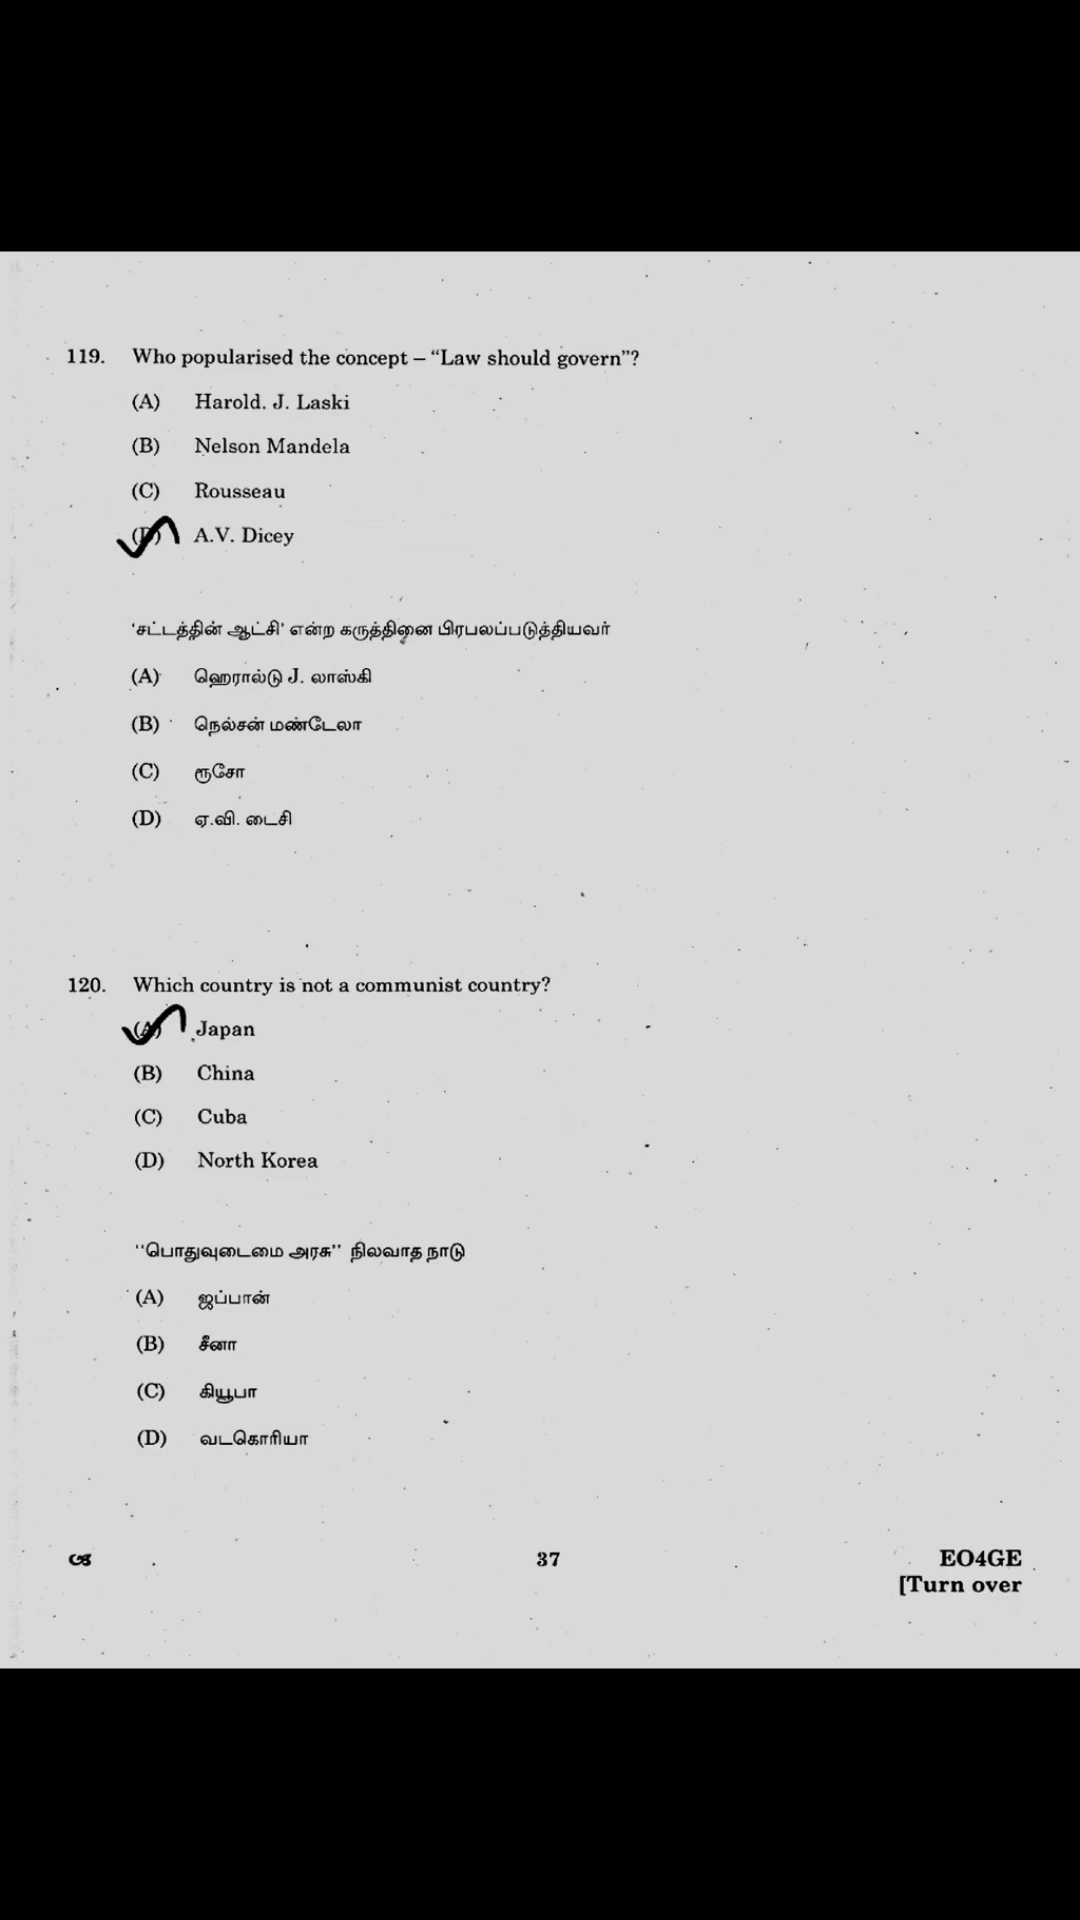 119. Who popularised the concept – “Law should govern”?
(A) Harold. J. Laski
(B) Nelson Mandela
(C) Rousseau
(D) A.V. Dicey
'சட்டத்தின் ஆட்சி' என்ற கருத்தினை பிரபலப்படுத்தியவர்
(A) ஹெரால்டு J. லாஸ்கி
(B) நெல்சன் மண்டேலா
(C) ரூசோ
(D) ஏ.வி. டைசி
120. Which country is not a communist country?
(A) Japan
(B) China
(C) Cuba
(D) North Korea
''பொதுவுடைமை அரசு'' நிலவாத நாடு
(A) ஜப்பான்
(B) சீனா
(C) கியூபா
(D) வடகொரியா
37 EO4GE
[Turn over